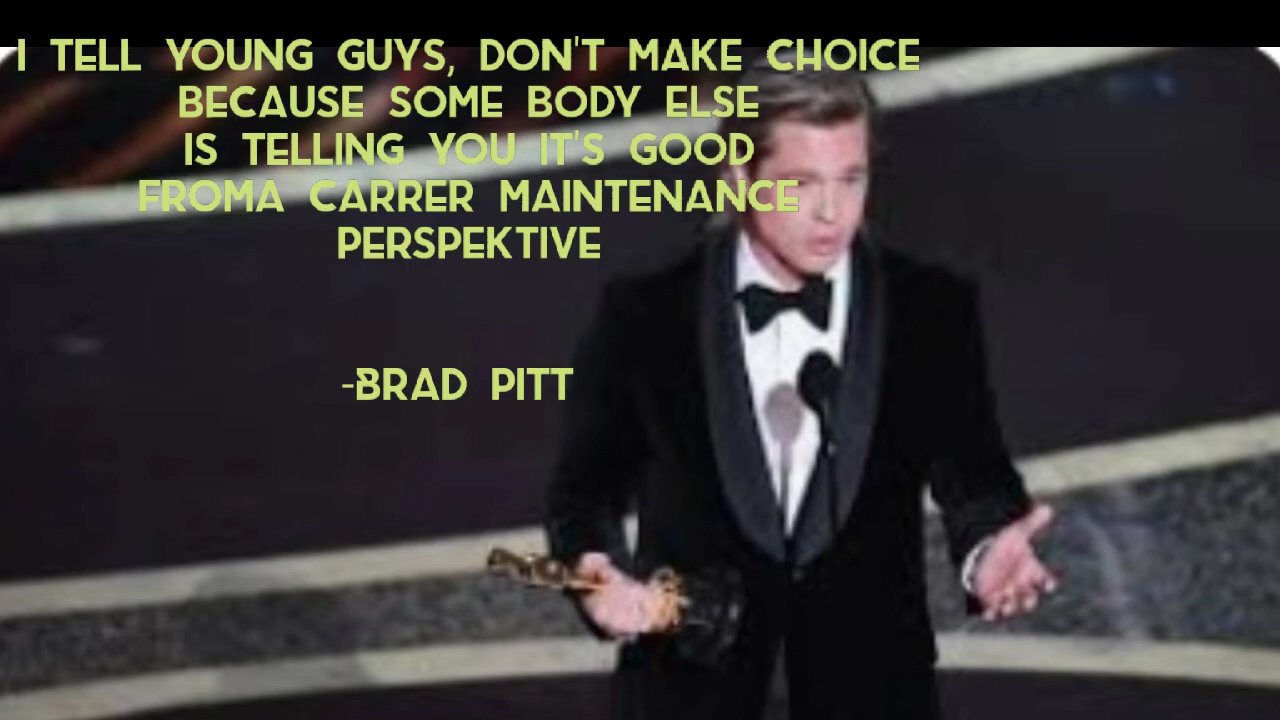 I TELL YOUNG GUYS, DON'T MAKE CHOICE
BECAUSE SOME BODY ELSE
IS TELLING YOU IT'S GOOD
FROMA CARRER MAINTENANCE
PERSPEKTIVE
-BRAD PITT